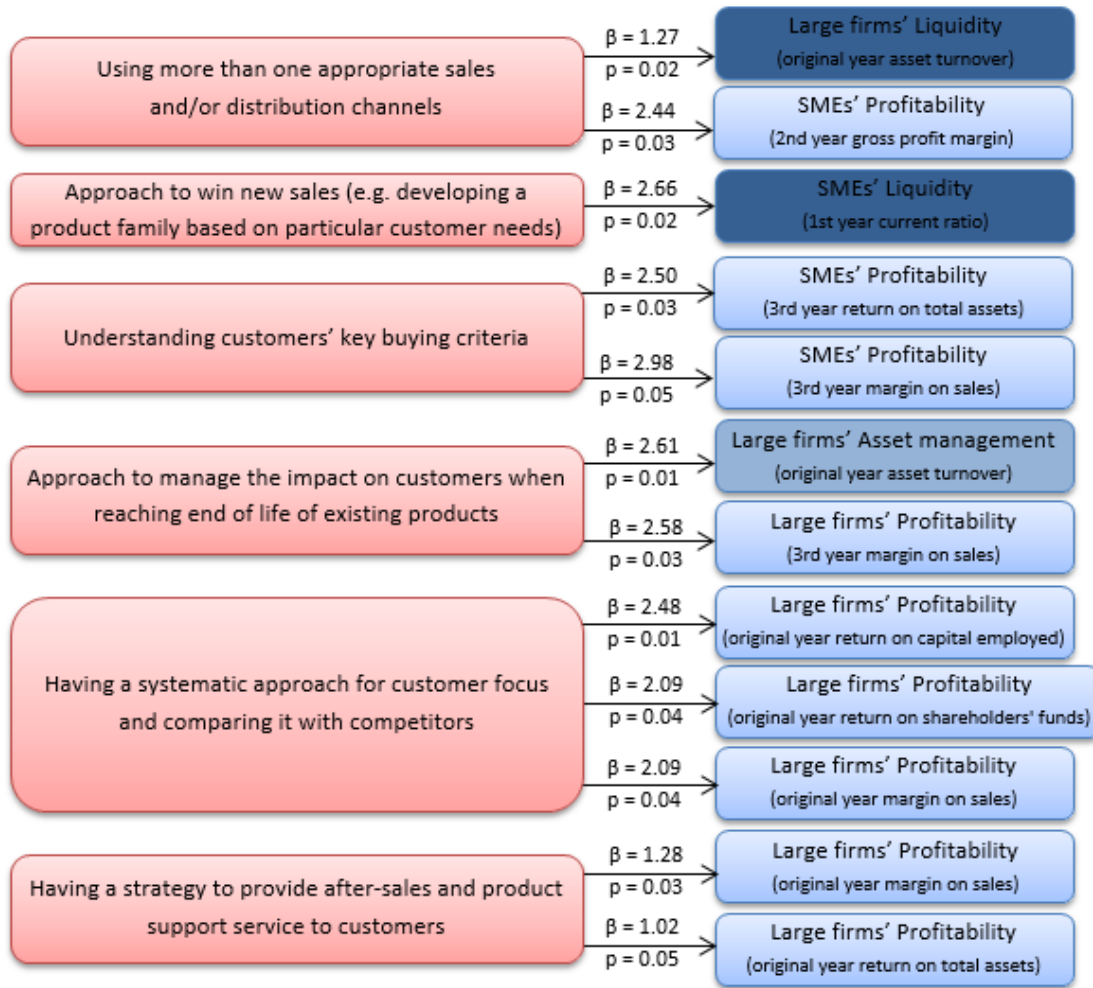 Using more than one appropriate sales
and/or distribution channels
β = 1.27
p = 0.02
Large firms’ Liquidity
(original year asset turnover)
β = 2.44
p = 0.03
SMEs’ Profitability
(2nd year gross profit margin)
Approach to win new sales (e.g. developing a
product family based on particular customer needs)
β = 2.66
p = 0.02
SMEs’ Liquidity
(1st year current ratio)
Understanding customers’ key buying criteria
β = 2.50
p = 0.03
SMEs’ Profitability
(3rd year return on total assets)
β = 2.98
p = 0.05
SMEs’ Profitability
(3rd year margin on sales)
Approach to manage the impact on customers when
reaching end of life of existing products
β = 2.61
p = 0.01
Large firms’ Asset management
(original year asset turnover)
β = 2.58
p = 0.03
Large firms’ Profitability
(3rd year margin on sales)
Having a systematic approach for customer focus
and comparing it with competitors
β = 2.48
p = 0.01
Large firms’ Profitability
(original year return on capital employed)
β = 2.09
p = 0.04
Large firms’ Profitability
(original year return on shareholders' funds)
β = 2.09
p = 0.04
Large firms’ Profitability
(original year margin on sales)
Having a strategy to provide after-sales and product
support service to customers
β = 1.28
p = 0.03
Large firms’ Profitability
(original year margin on sales)
β = 1.02
p = 0.05
Large firms’ Profitability
(original year return on total assets)